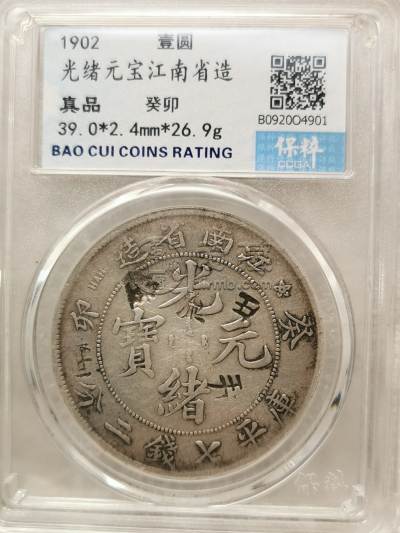 1902 壹圆
光绪元宝江南省造
真品 癸卯
39.0*2.4mm*26.9g
B092004901
BAO CUI COINS RATING
保粹
CCGA
造省南江
癸卯
光緒元寶
庫平七錢二分